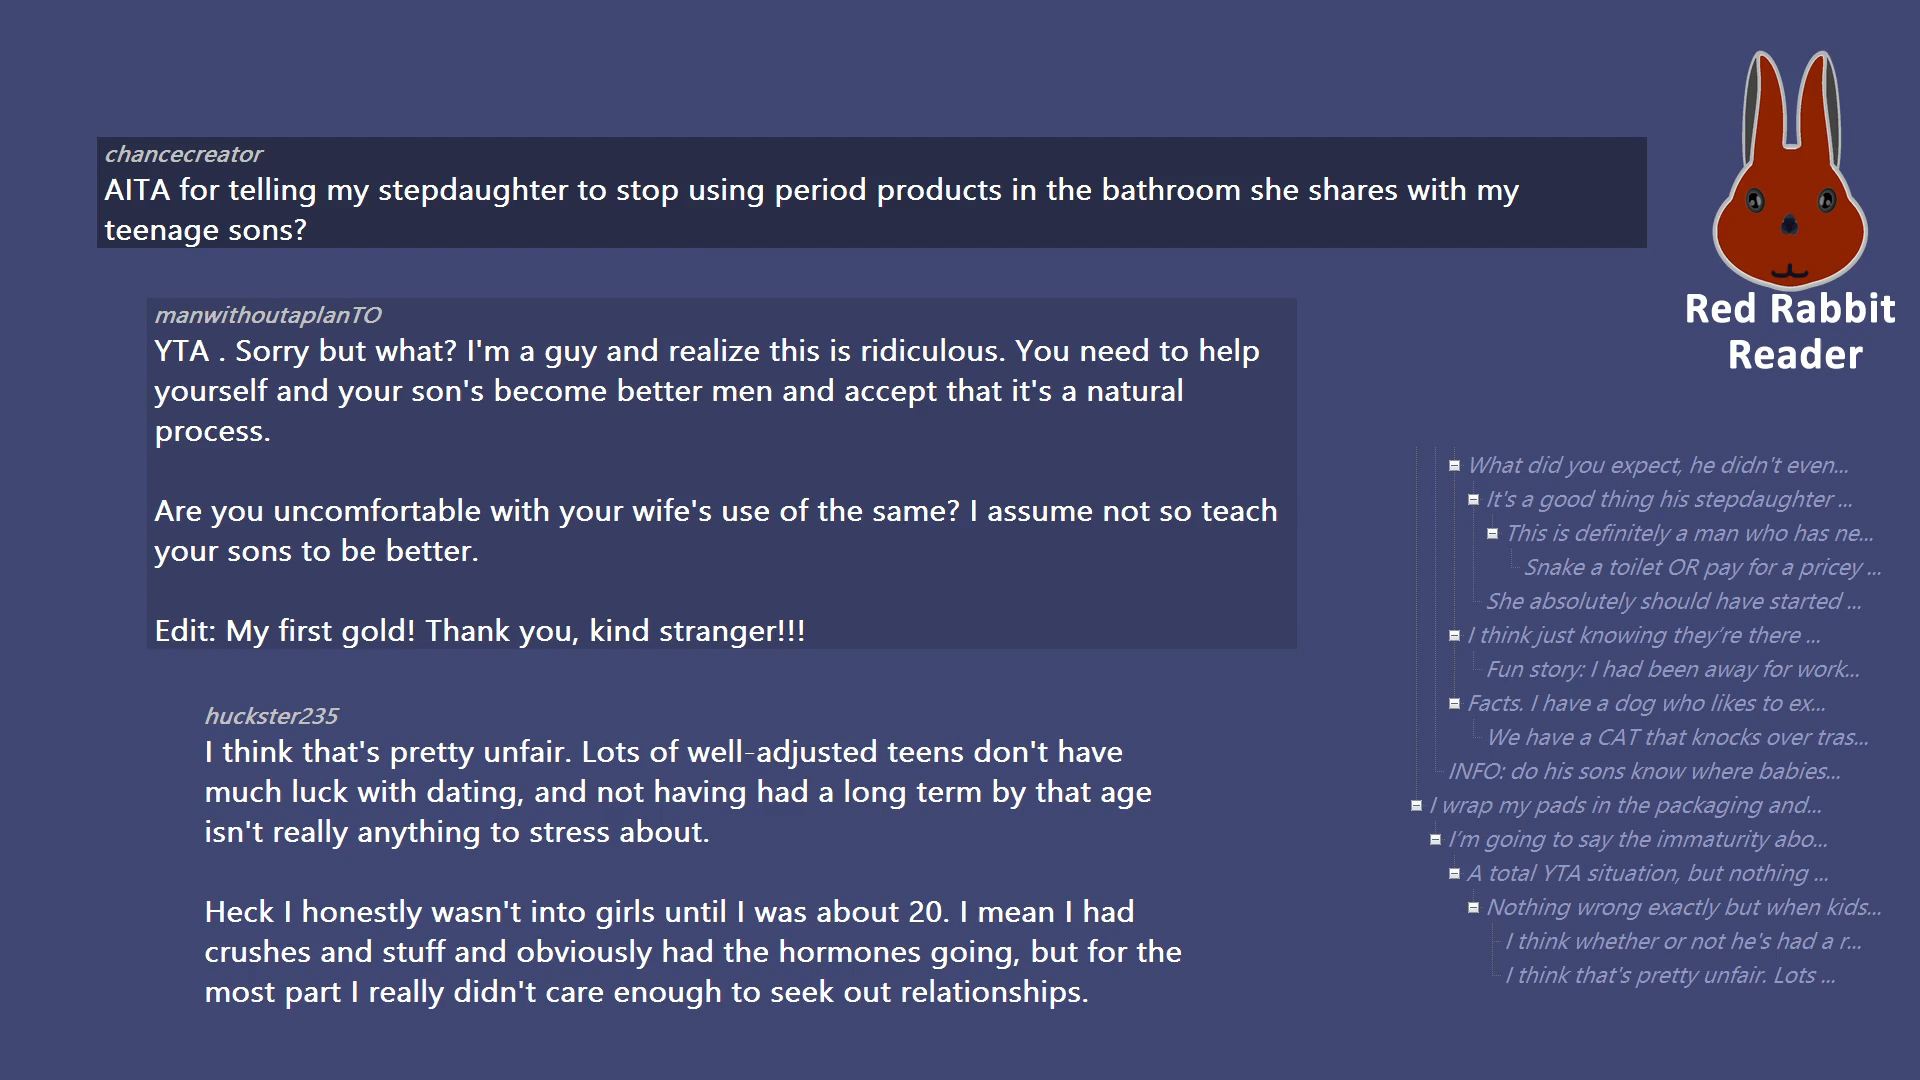 chancecreator
AITA for telling my stepdaughter to stop using period products in the bathroom she shares with my
teenage sons?
manwithoutaplanTO
YTA . Sorry but what? I'm a guy and realize this is ridiculous. You need to help
yourself and your son's become better men and accept that it's a natural
process.
Are you uncomfortable with your wife's use of the same? I assume not so teach
your sons to be better.
Edit: My first gold! Thank you, kind stranger!!!
huckster235
I think that's pretty unfair. Lots of well-adjusted teens don't have
much luck with dating, and not having had a long term by that age
isn't really anything to stress about.
Heck I honestly wasn't into girls until I was about 20. I mean I had
crushes and stuff and obviously had the hormones going, but for the
most part I really didn't care enough to seek out relationships.
Red Rabbit
Reader
What did you expect, he didn't even...
It's a good thing his stepdaughter ...
This is definitely a man who has ne...
Snake a toilet OR pay for a pricey ...
She absolutely should have started ...
I think just knowing they’re there ...
Fun story: I had been away for work...
Facts. I have a dog who likes to ex...
We have a CAT that knocks over tras...
INFO: do his sons know where babies...
I wrap my pads in the packaging and...
I’m going to say the immaturity abo...
A total YTA situation, but nothing ...
Nothing wrong exactly but when kids...
I think whether or not he's had a r...
I think that's pretty unfair. Lots ...